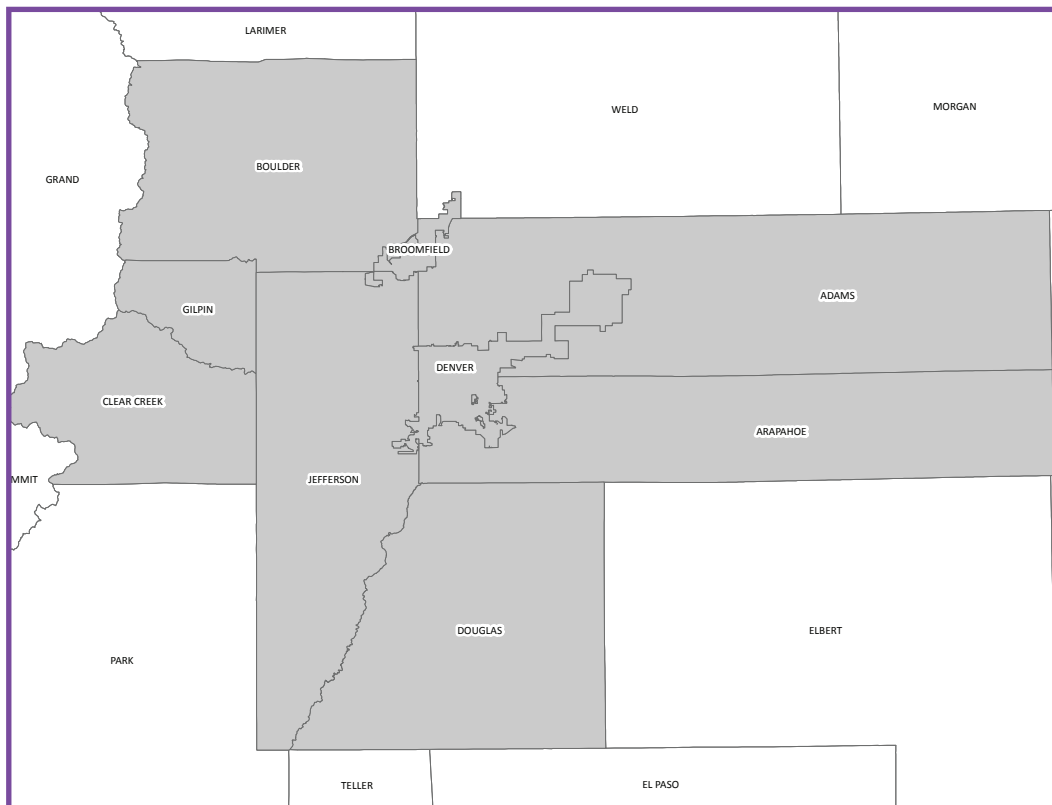 LARIMER
WELD
MORGAN
BOULDER
GRAND
BROOMFIELD
ADAMS
GILPIN
DENVER
CLEAR CREEK
ARAPAHOE
MMIT
JEFFERSON
DOUGLAS
ELBERT
PARK
TELLER
EL PASO